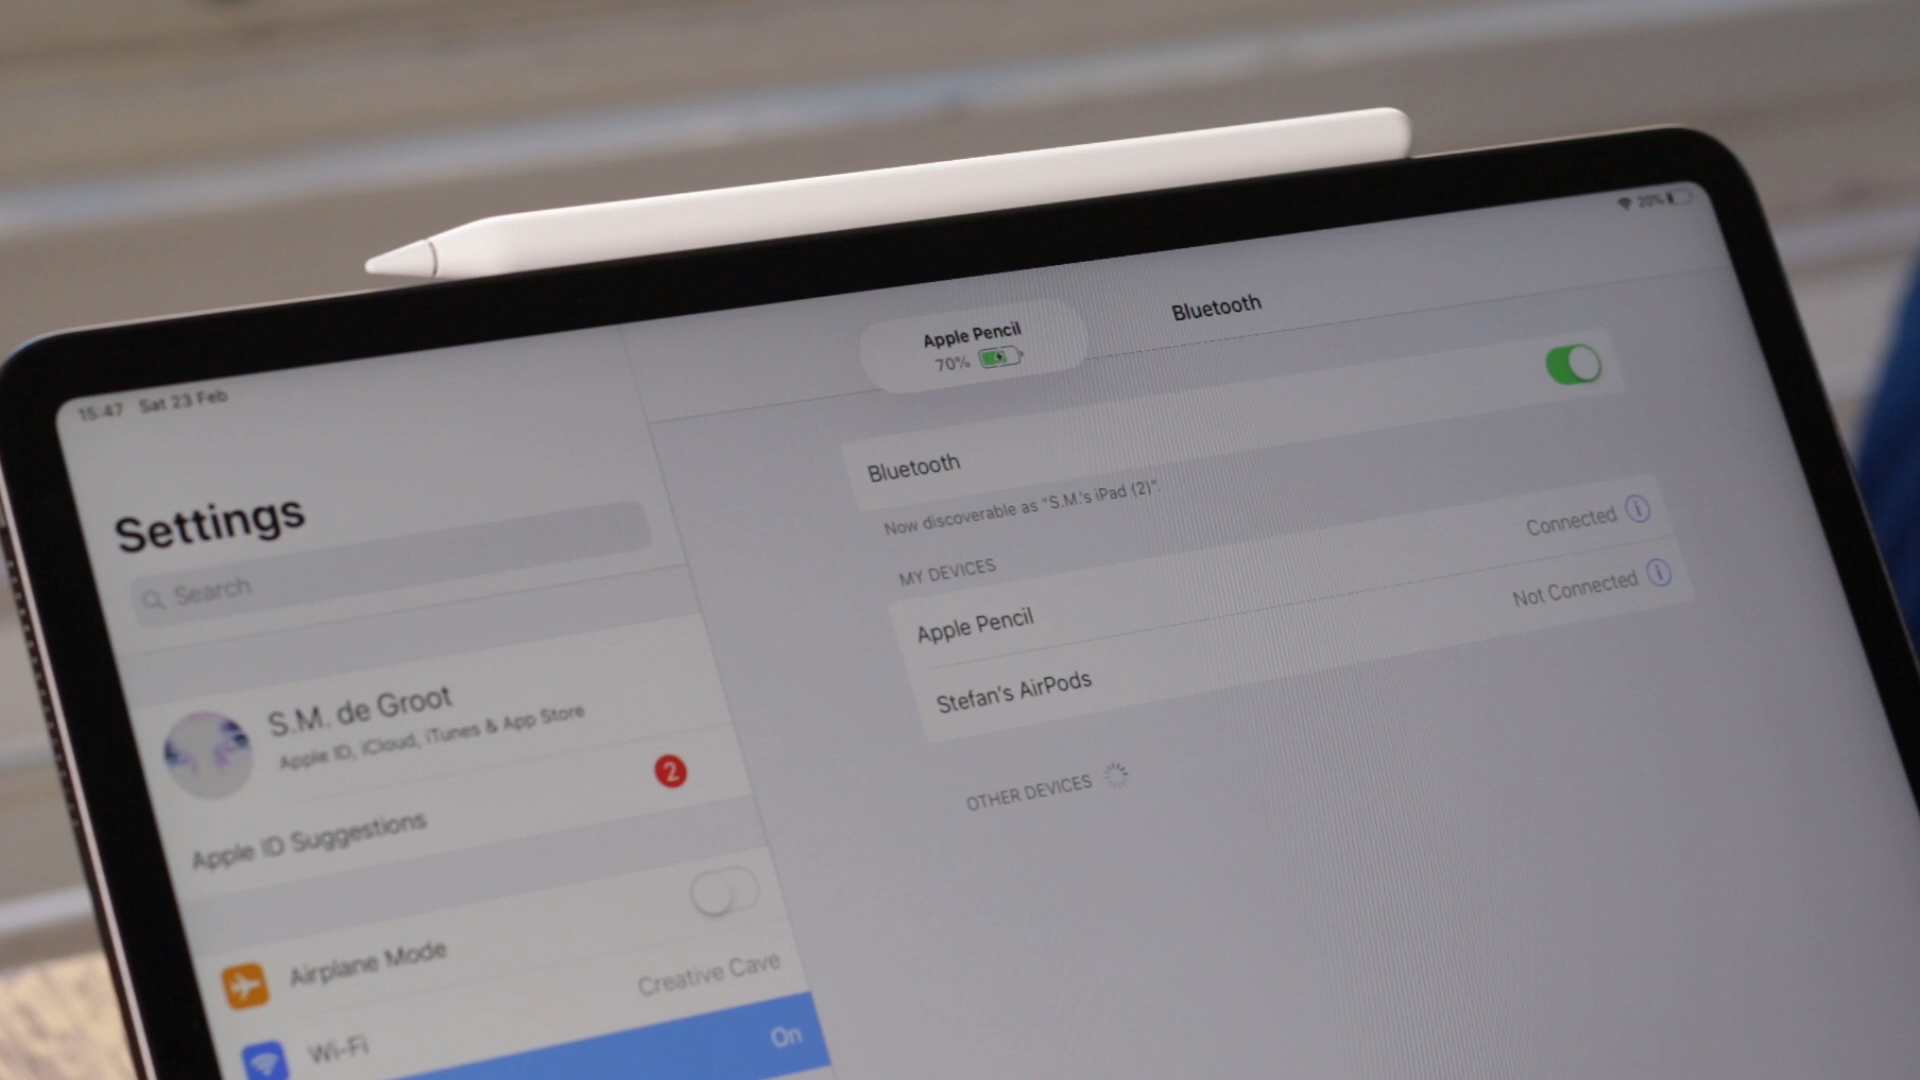 15:47 Sat 23 Feb
20%
Settings
Search
S.M. de Groot
Apple ID, iCloud, iTunes & App Store
Apple ID Suggestions
2
Airplane Mode
Wi-Fi
Creative Cave
On
Apple Pencil
70%
Bluetooth
Bluetooth
Now discoverable as “S.M.’s iPad (2)”.
MY DEVICES
Apple Pencil
Connected
Stefan’s AirPods
Not Connected
OTHER DEVICES